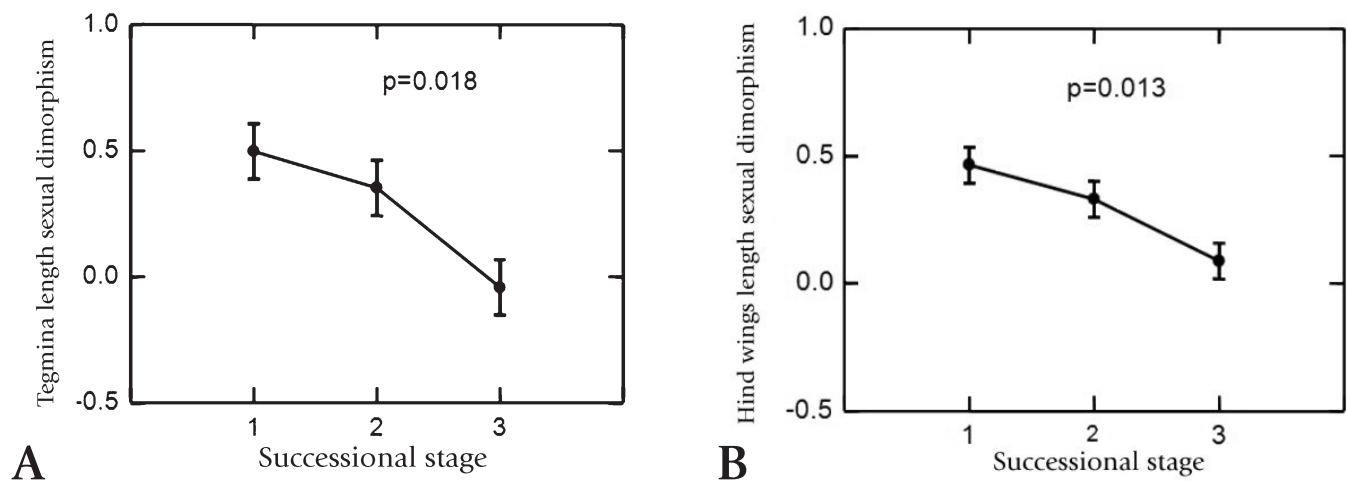 Tegmina length sexual dimorphism
1.0
0.5
0.0
-0.5
p=0.018
1 2 3
Successional stage
A
Hind wings length sexual dimorphism
1.0
0.5
0.0
-0.5
p=0.013
1 2 3
Successional stage
B